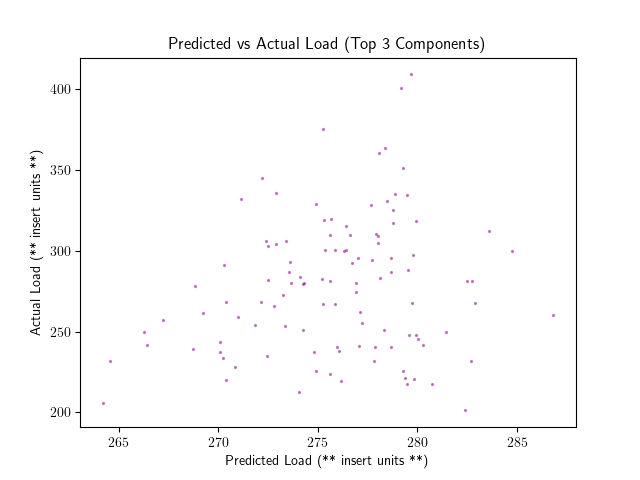 Predicted vs Actual Load (Top 3 Components)
400
350
300
250
200
Actual Load (** insert units **)
265 270 275 280 285
Predicted Load (** insert units **)